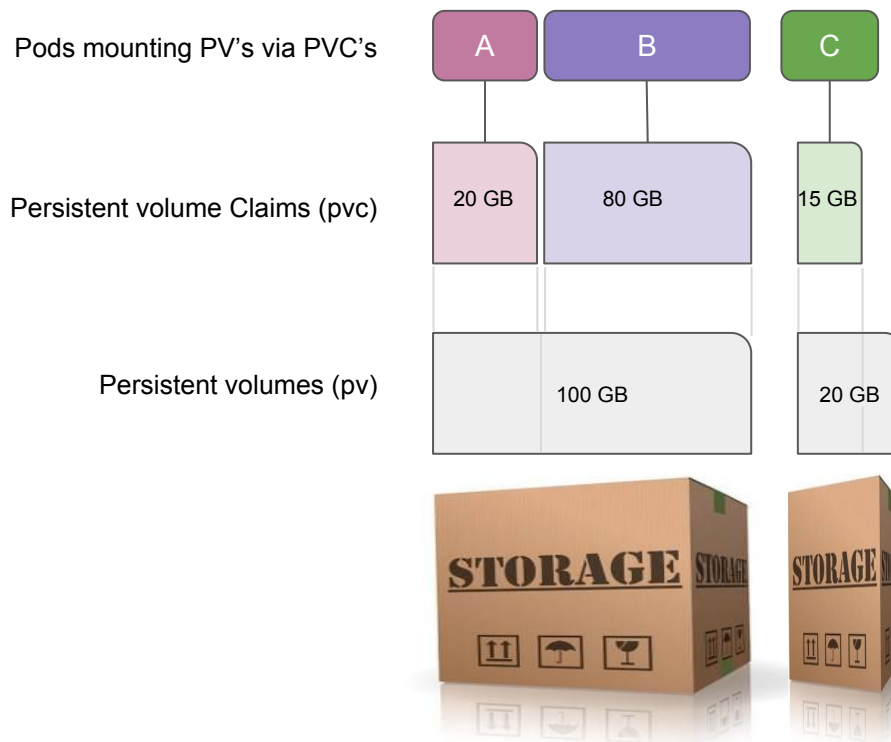 Pods mounting PV's via PVC's
A
B
C
Persistent volume Claims (pvc)
20 GB
80 GB
15 GB
Persistent volumes (pv)
100 GB
20 GB
STORAGE
STORAGE
STORAGE